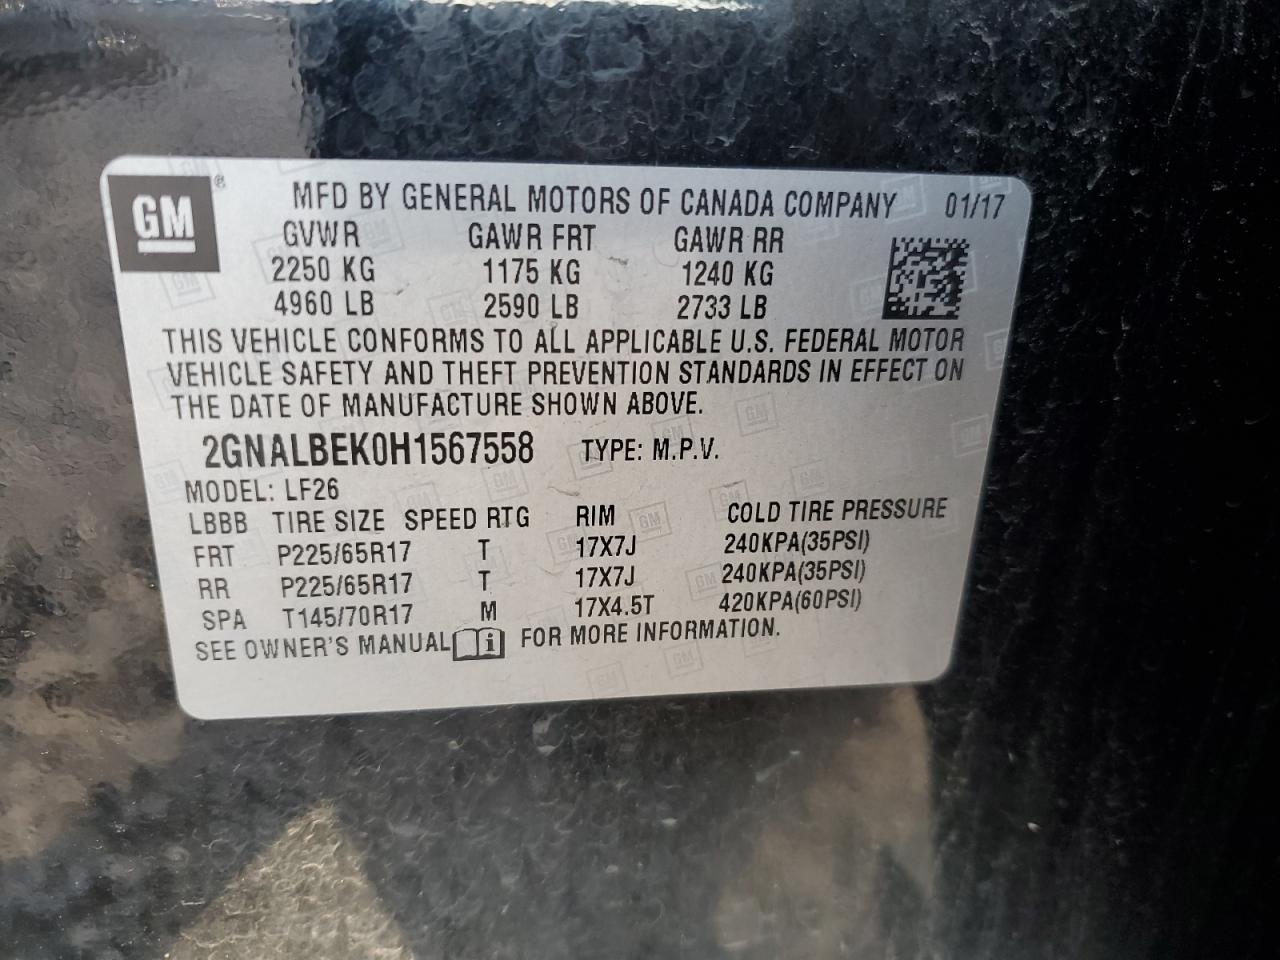 GM®
MFD BY GENERAL MOTORS OF CANADA COMPANY 01/17
GVWR GAWR FRT GAWR RR
2250 KG 1175 KG 1240 KG
4960 LB 2590 LB 2733 LB
THIS VEHICLE CONFORMS TO ALL APPLICABLE U.S. FEDERAL MOTOR
VEHICLE SAFETY AND THEFT PREVENTION STANDARDS IN EFFECT ON
THE DATE OF MANUFACTURE SHOWN ABOVE.
2GNALBEK0H1567558 TYPE: M.P.V.
MODEL: LF26
LBBB TIRE SIZE SPEED RTG RIM COLD TIRE PRESSURE
FRT P225/65R17 T 17X7J 240KPA(35PSI)
RR P225/65R17 T 17X7J 240KPA(35PSI)
SPA T145/70R17 M 17X4.5T 420KPA(60PSI)
SEE OWNER'S MANUAL i FOR MORE INFORMATION.